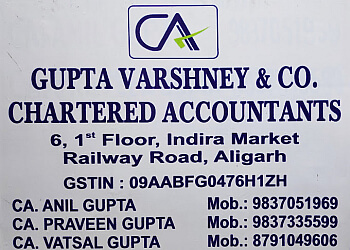 CA
GUPTA VARSHNEY & CO.
CHARTERED ACCOUNTANTS
6, 1st Floor, Indira Market
Railway Road, Aligarh
GSTIN : 09AABFG0476H1ZH
CA. ANIL GUPTA Mob.: 9837051969
CA. PRAVEEN GUPTA Mob.: 9837335599
CA. VATSAL GUPTA Mob.: 8791049606